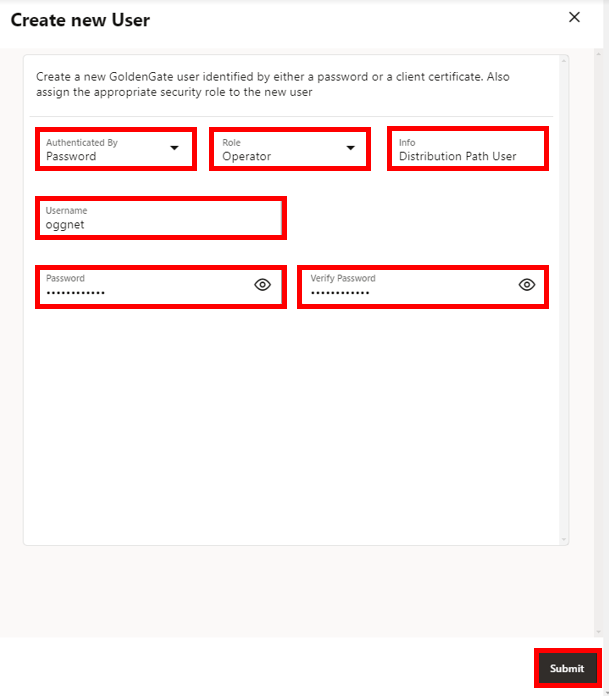 Create new User
Create a new GoldenGate user identified by either a password or a client certificate. Also
assign the appropriate security role to the new user
Authenticated By
Password
Role
Operator
Info
Distribution Path User
Username
oggnet
Password
••••••••••••
Verify Password
••••••••••••
Submit